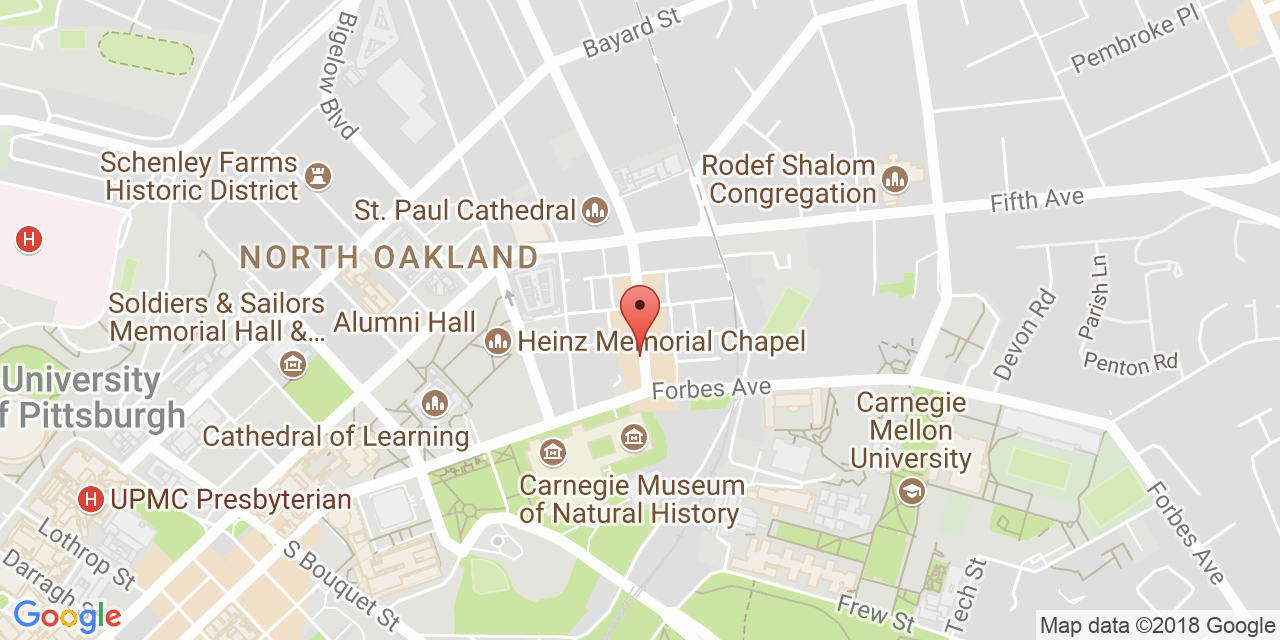 Bayard St
Pembroke Pl
Bigelow Blvd
Schenley Farms
Historic District
Rodef Shalom
Congregation
St. Paul Cathedral
Fifth Ave
H
NORTH OAKLAND
Soldiers & Sailors
Memorial Hall &...
Alumni Hall
Heinz Memorial Chapel
Parish Ln
Devon Rd
Penton Rd
University
f Pittsburgh
Forbes Ave
Carnegie
Mellon
University
Cathedral of Learning
H
UPMC Presbyterian
Carnegie Museum
of Natural History
Forbes Ave
Lothrop St
Darragh S
S Bouquet St
Frew St
Tech St
Google
Map data ©2018 Google